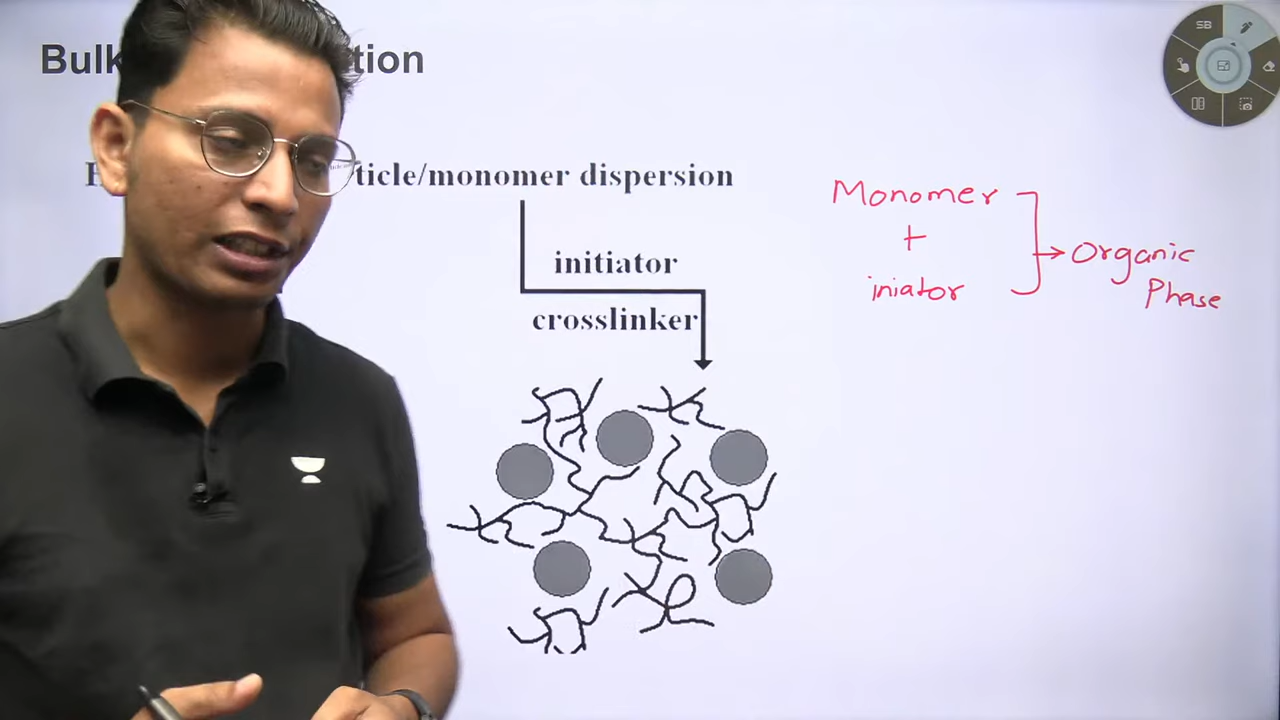 Bulk tion
ticle/monomer dispersion
initiator
crosslinker
Monomer
+
iniator
Organic
Phase
SB